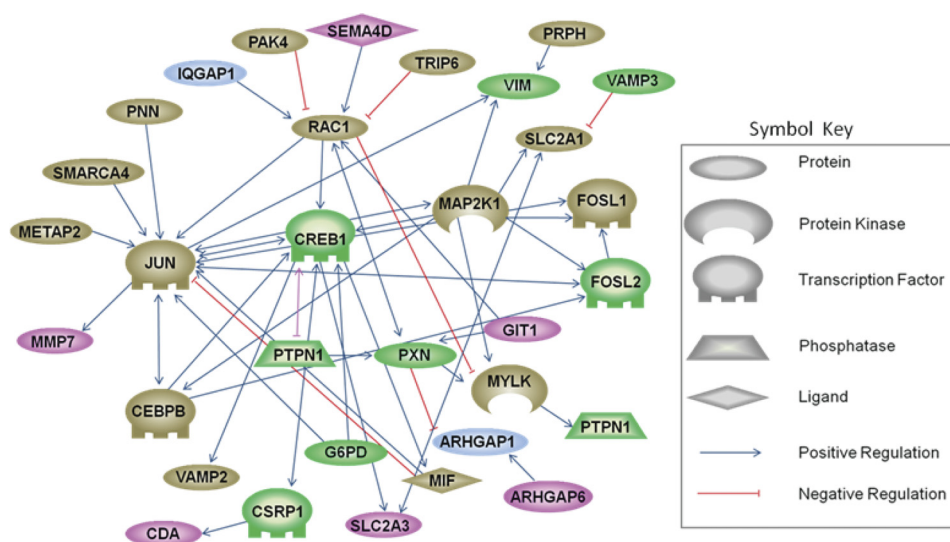 SEMA4D
PAK4
PRPH
TRIP6
IQGAP1
VIM
VAMP3
PNN
RAC1
SLC2A1
SMARCA4
MAP2K1
FOSL1
METAP2
CREB1
JUN
FOSL2
MMP7
GIT1
PTPN1
PXN
MYLK
CEBPB
PTPN1
ARHGAP1
G6PD
VAMP2
MIF
ARHGAP6
CSRP1
SLC2A3
CDA
Symbol Key
Protein
Protein Kinase
Transcription Factor
Phosphatase
Ligand
Positive Regulation
Negative Regulation